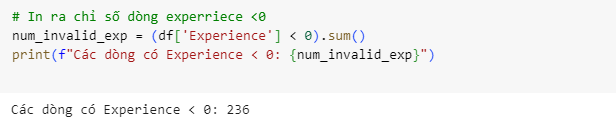 # In ra chỉ số dòng experriece <0
num_invalid_exp = (df['Experience'] < 0).sum()
print(f"Các dòng có Experience < 0: {num_invalid_exp}")
Các dòng có Experience < 0: 236